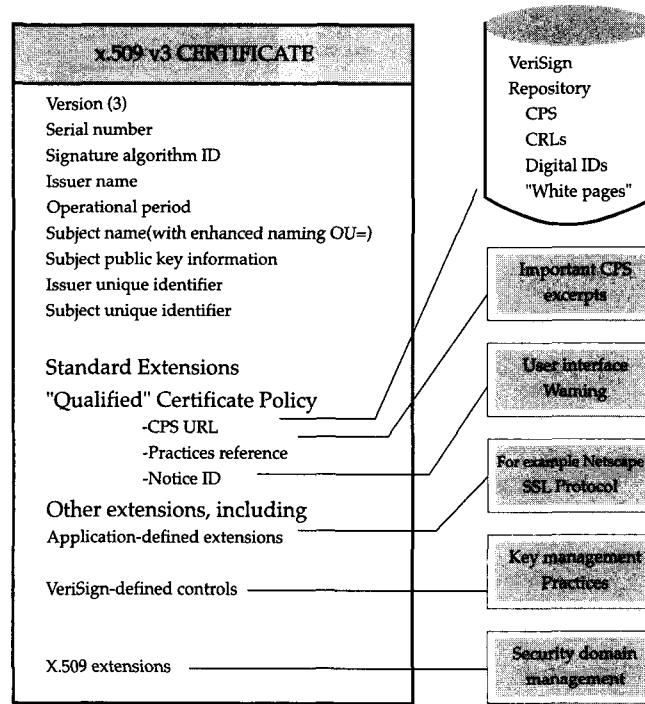 x.509 v3 CERTIFICATE
Version (3)
Serial number
Signature algorithm ID
Issuer name
Operational period
Subject name(with enhanced naming OU=)
Subject public key information
Issuer unique identifier
Subject unique identifier
Standard Extensions
"Qualified" Certificate Policy
-CPS URL
-Practices reference
-Notice ID
Other extensions, including
Application-defined extensions
VeriSign-defined controls
X.509 extensions
VeriSign
Repository
CPS
CRLs
Digital IDs
"White pages"
Important CPS
excerpts
User interface
Warning
For example Netscape
SSL Protocol
Key management
Practices
Security domain
management